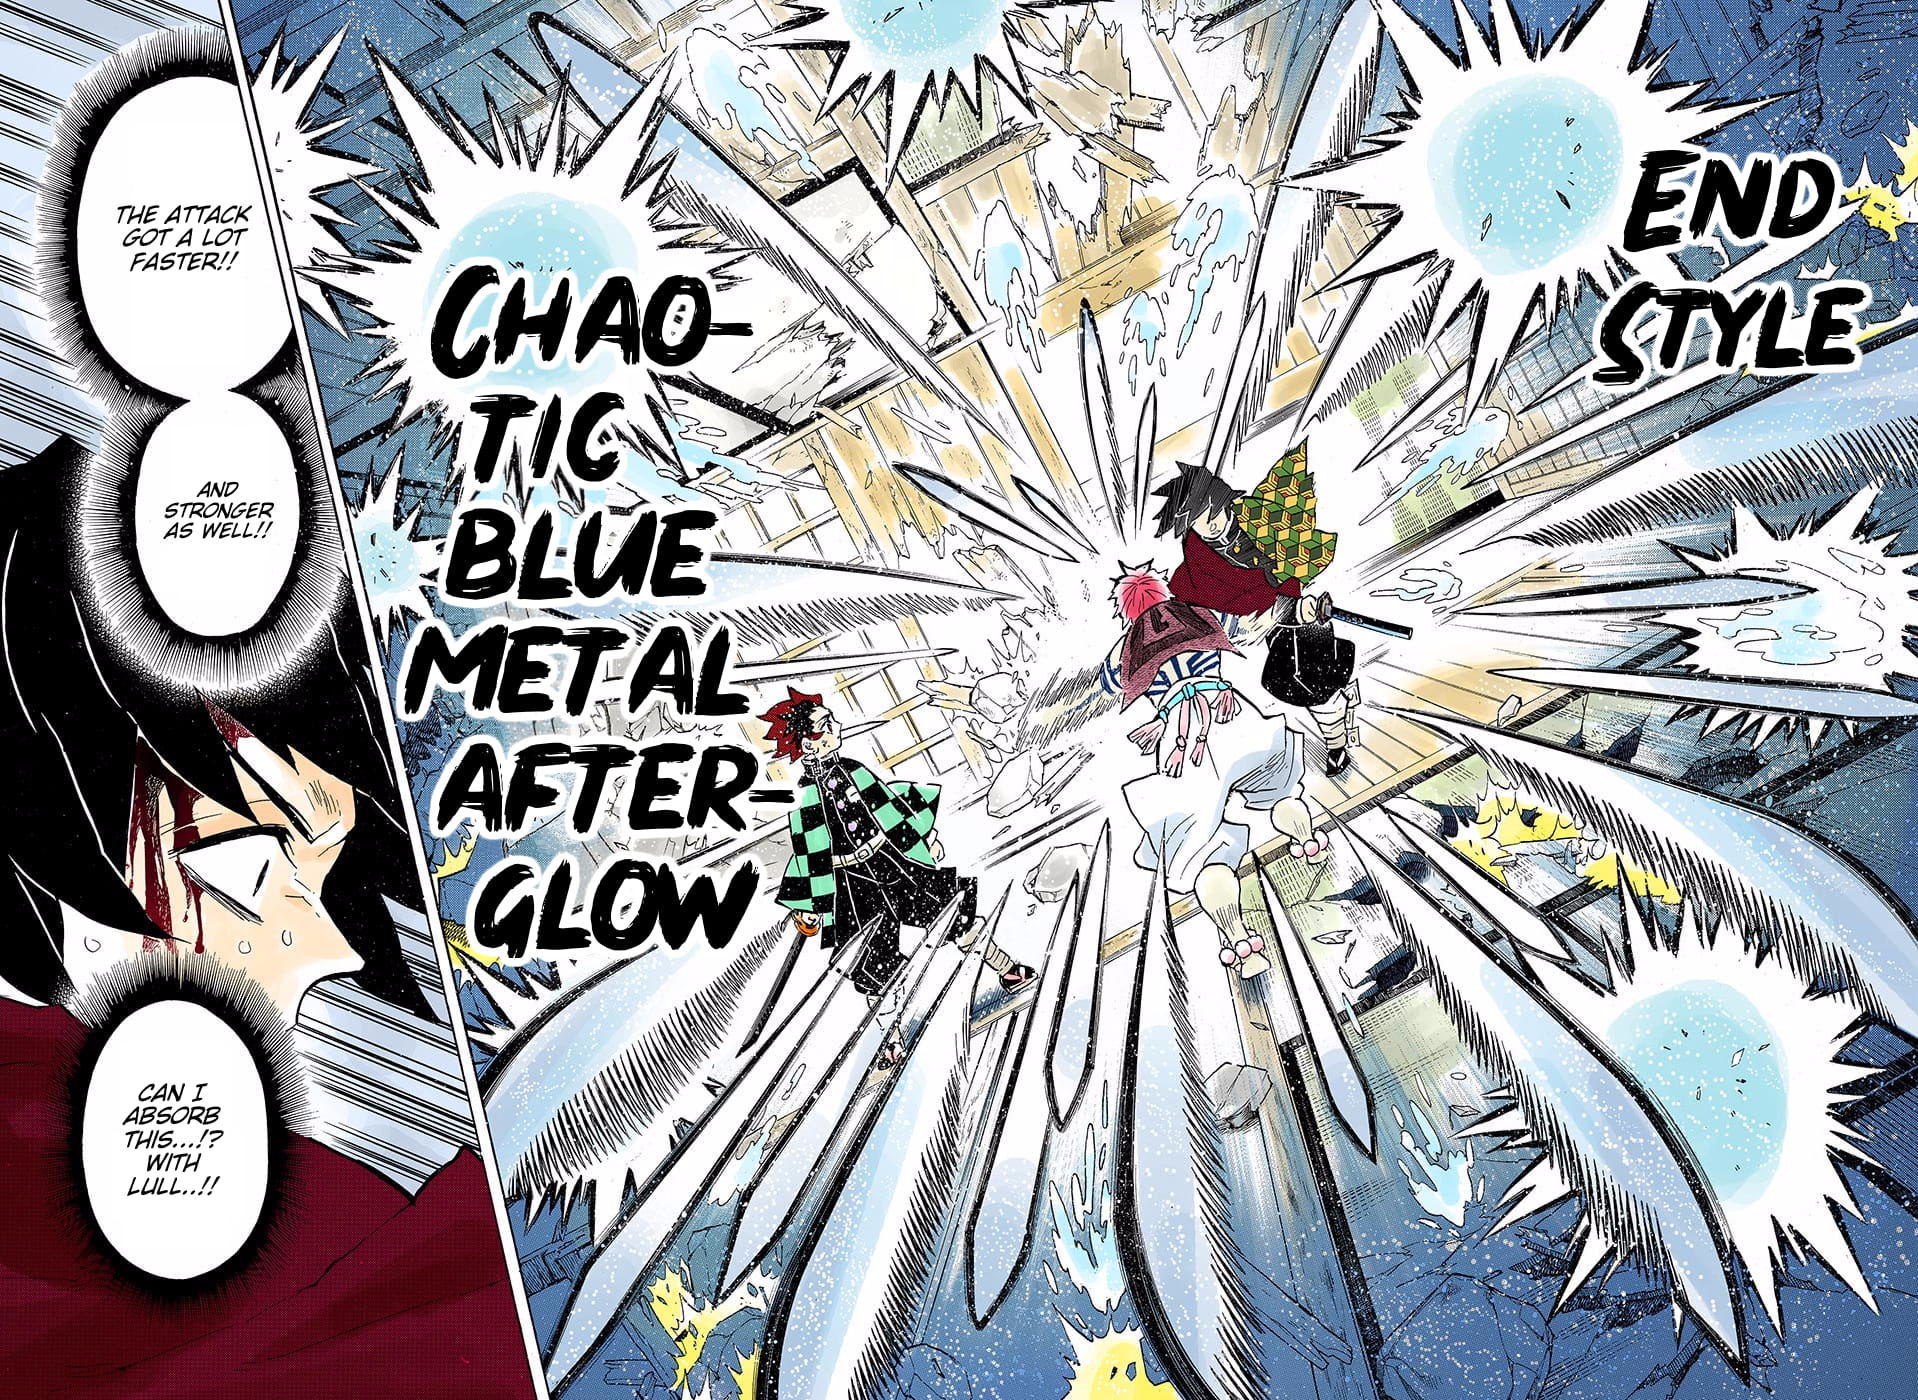 END
STYLE
CHAO-
TIC
BLUE
METAL
AFTER-
GLOW
THE ATTACK
GOT A LOT
FASTER!!
AND
STRONGER
AS WELL!!
CAN I
ABSORB
THIS...!?
WITH
LULL..!!